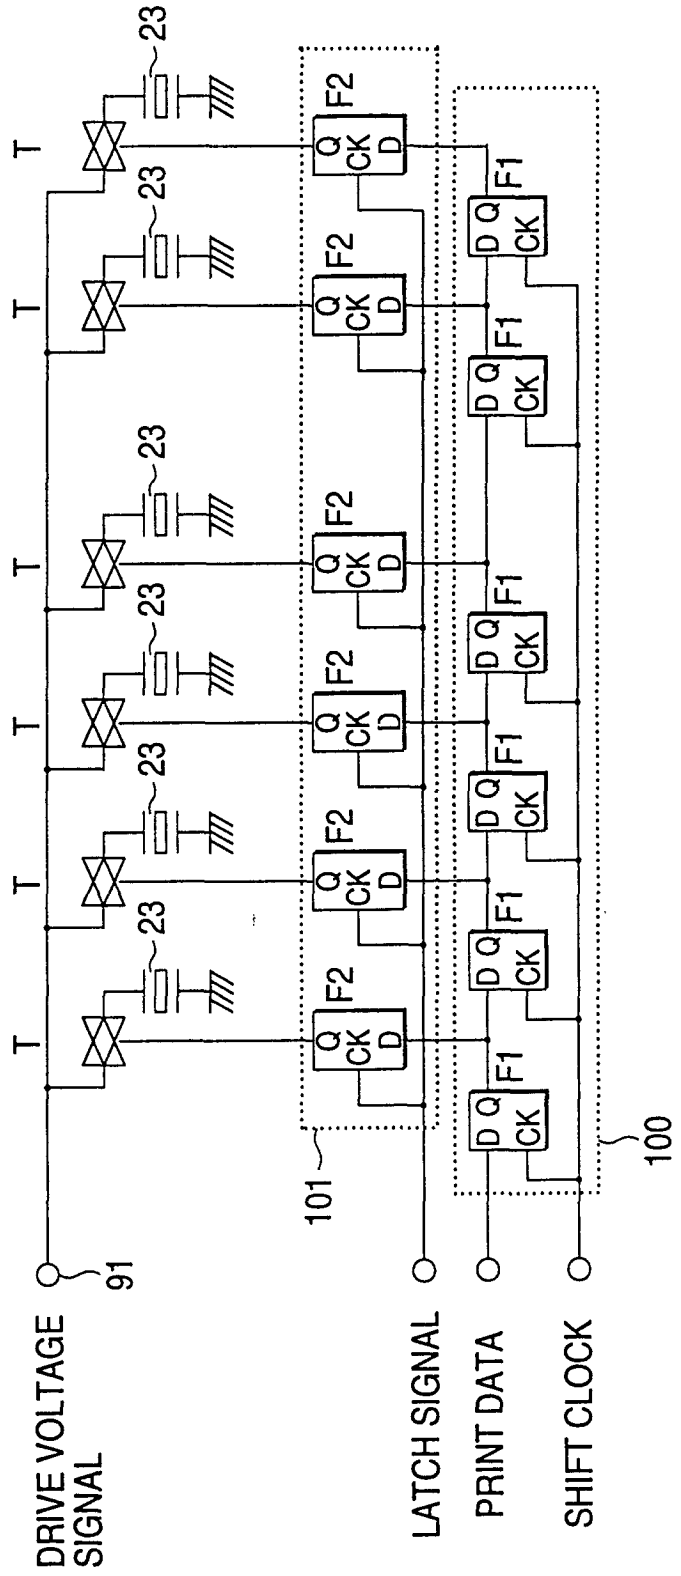 T T T T T T
23 23 23 23 23 23
DRIVE VOLTAGE
SIGNAL
91
F2 F2 F2 F2 F2 F2
Q Q Q Q Q Q
CK CK CK CK CK CK
D D D D D D
101
LATCH SIGNAL
F1 F1 F1 F1 F1 F1
PRINT DATA
D Q D Q D Q D Q D Q D Q
CK CK CK CK CK CK
SHIFT CLOCK
100